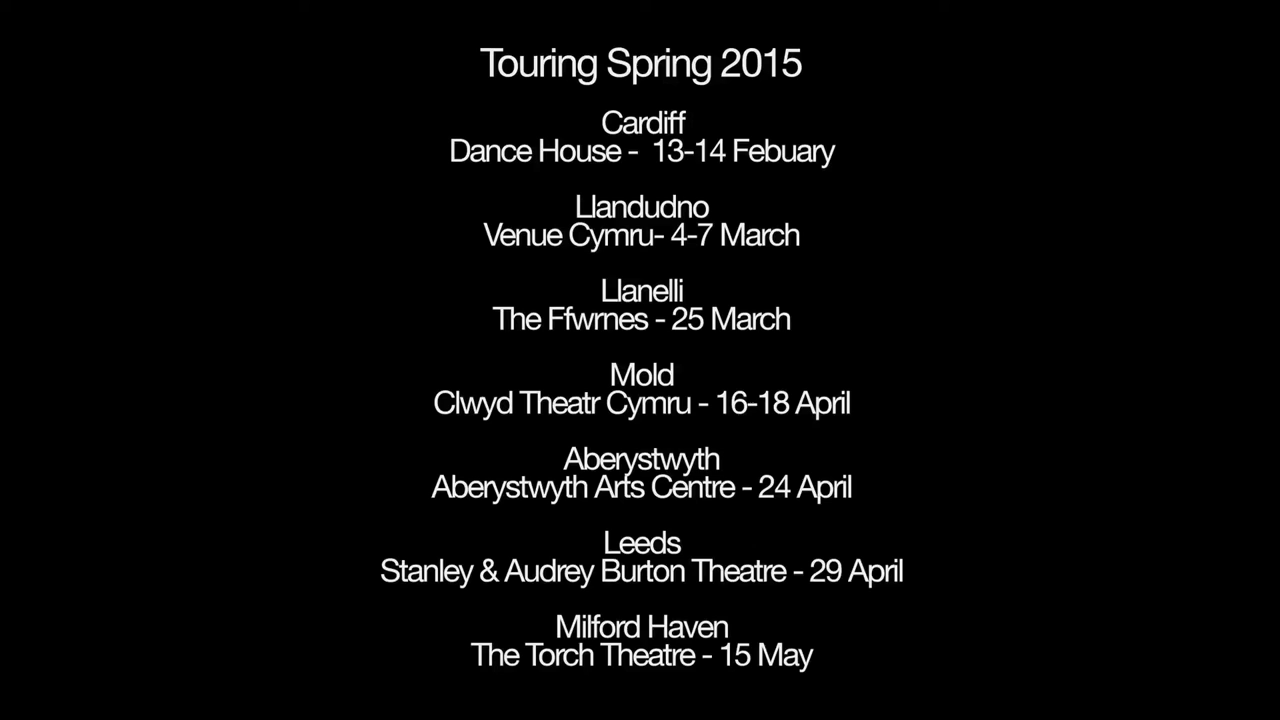 Touring Spring 2015
Cardiff
Dance House -  13-14 Febuary
Llandudno
Venue Cymru- 4-7 March
Llanelli
The Ffwrnes - 25 March
Mold
Clwyd Theatr Cymru - 16-18 April
Aberystwyth
Aberystwyth Arts Centre - 24 April
Leeds
Stanley & Audrey Burton Theatre - 29 April
Milford Haven
The Torch Theatre - 15 May